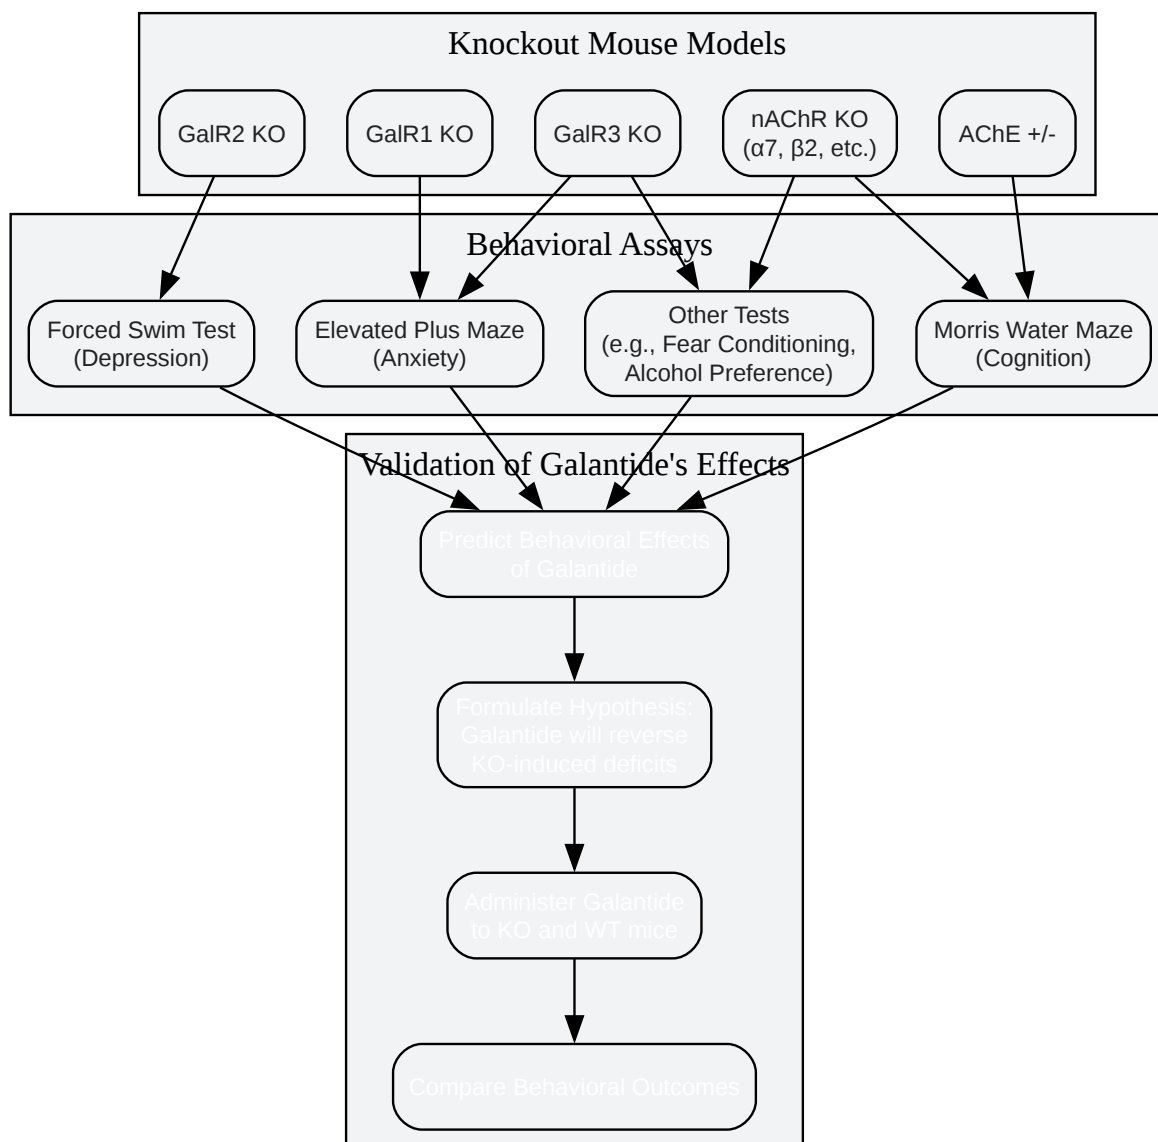 Knockout Mouse Models
GalR2 KO
GalR1 KO
GalR3 KO
nAChR KO
(α7, β2, etc.)
AChE +/-
Behavioral Assays
Forced Swim Test
(Depression)
Elevated Plus Maze
(Anxiety)
Other Tests
(e.g., Fear Conditioning,
Alcohol Preference)
Morris Water Maze
(Cognition)
Validation of Galantide's Effects
Predict Behavioral Effects
of Galantide
Formulate Hypothesis:
Galantide will reverse
KO-induced deficits
Administer Galantide
to KO and WT mice
Compare Behavioral Outcomes